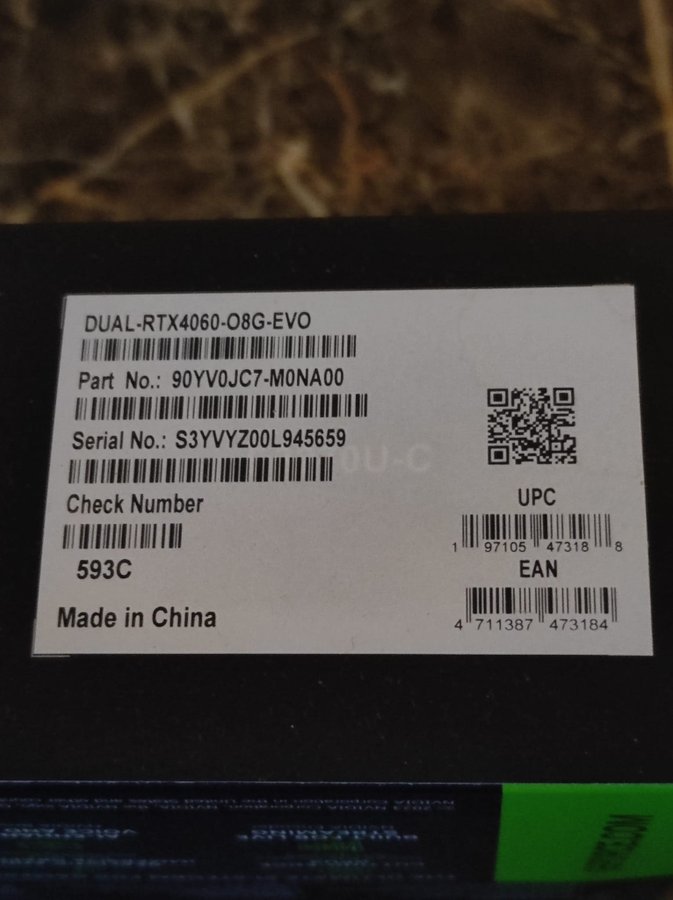 DUAL-RTX4060-O8G-EVO
Part No.: 90YV0JC7-M0NA00
Serial No.: S3YVYZ00L945659
Check Number
593C
Made in China
UPC
1 97105 47318 8
EAN
4 711387 473184